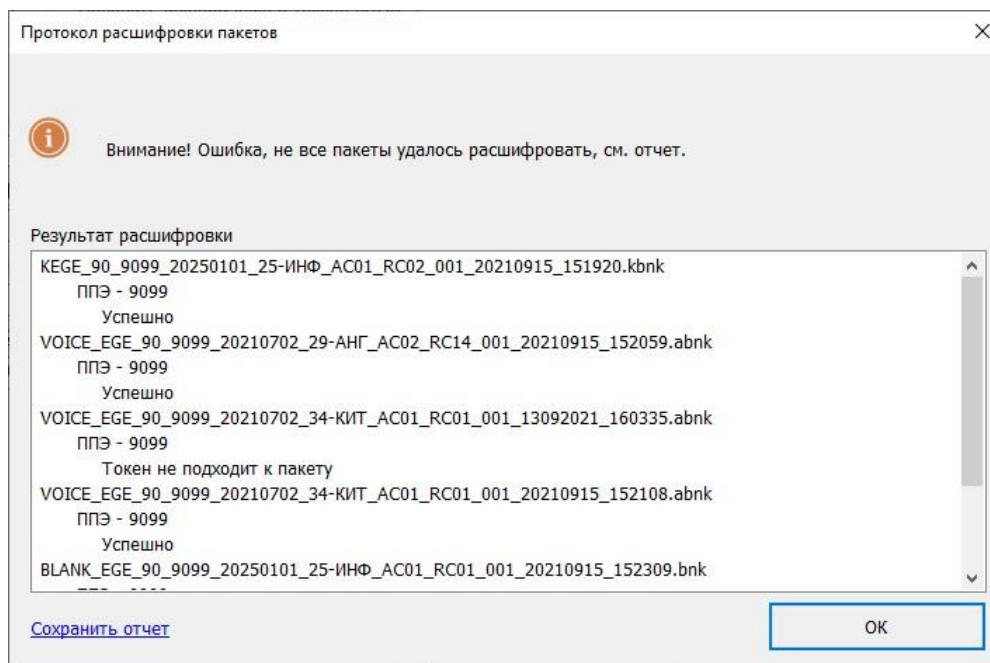 Протокол расшифровки пакетов
Внимание! Ошибка, не все пакеты удалось расшифровать, см. отчет.
Результат расшифровки
KEGE_90_9099_20250101_25-ИНФ_AC01_RC02_001_20210915_151920.kbnk
ППЭ - 9099
Успешно
VOICE_EGE_90_9099_20210702_29-АНГ_AC02_RC14_001_20210915_152059.abnk
ППЭ - 9099
Успешно
VOICE_EGE_90_9099_20210702_34-КИТ_AC01_RC01_001_13092021_160335.abnk
ППЭ - 9099
Токен не подходит к пакету
VOICE_EGE_90_9099_20210702_34-КИТ_AC01_RC01_001_20210915_152108.abnk
ППЭ - 9099
Успешно
BLANK_EGE_90_9099_20250101_25-ИНФ_AC01_RC01_001_20210915_152309.bnk
Сохранить отчет
ОК